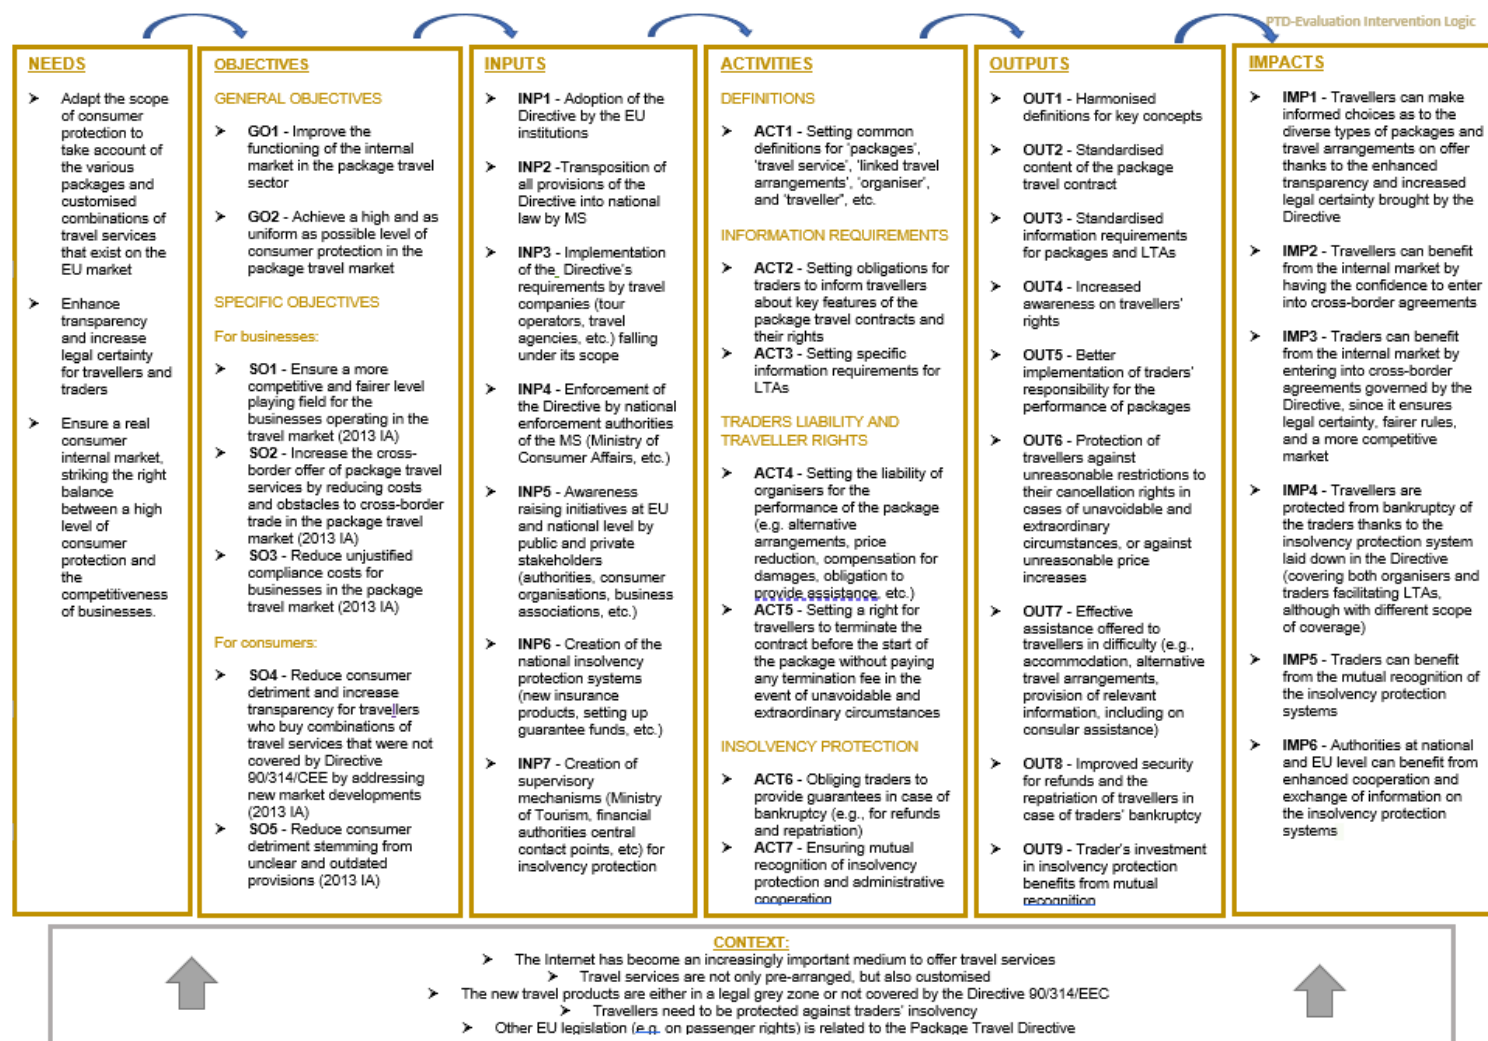 PTD-Evaluation Intervention Logic
NEEDS
Adapt the scope
of consumer
protection to
take account of
the various
packages and
customised
combinations of
travel services
that exist on the
EU market
Enhance
transparency
and increase
legal certainty
for travellers and
traders
Ensure a real
consumer
internal market,
striking the right
balance
between a high
level of
consumer
protection and
the
competitiveness
of businesses.
OBJECTIVES
GENERAL OBJECTIVES
GO1 - Improve the
functioning of the internal
market in the package travel
sector
GO2 - Achieve a high and as
uniform as possible level of
consumer protection in the
package travel market
SPECIFIC OBJECTIVES
For businesses:
SO1 - Ensure a more
competitive and fairer level
playing field for the
businesses operating in the
travel market (2013 IA)
SO2 - Increase the cross-
border offer of package travel
services by reducing costs
and obstacles to cross-border
trade in the package travel
market (2013 IA)
SO3 - Reduce unjustified
compliance costs for
businesses in the package
travel market (2013 IA)
For consumers:
SO4 - Reduce consumer
detriment and increase
transparency for travellers
who buy combinations of
travel services that were not
covered by Directive
90/314/CEE by addressing
new market developments
(2013 IA)
SO5 - Reduce consumer
detriment stemming from
unclear and outdated
provisions (2013 IA)
INPUTS
INP1 - Adoption of the
Directive by the EU
institutions
INP2 -Transposition of
all provisions of the
Directive into national
law by MS
INP3 - Implementation
of the Directive's
requirements by travel
companies (tour
operators, travel
agencies, etc.) falling
under its scope
INP4 - Enforcement of
the Directive by national
enforcement authorities
of the MS (Ministry of
Consumer Affairs, etc.)
INP5 - Awareness
raising initiatives at EU
and national level by
public and private
stakeholders
(authorities, consumer
organisations, business
associations, etc.)
INP6 - Creation of the
national insolvency
protection systems
(new insurance
products, setting up
guarantee funds, etc.)
INP7 - Creation of
supervisory
mechanisms (Ministry
of Tourism, financial
authorities central
contact points, etc) for
insolvency protection
ACTIVITIES
DEFINITIONS
ACT1 - Setting common
definitions for 'packages',
'travel service', 'linked travel
arrangements', 'organiser',
and 'traveller", etc.
INFORMATION REQUIREMENTS
ACT2 - Setting obligations for
traders to inform travellers
about key features of the
package travel contracts and
their rights
ACT3 - Setting specific
information requirements for
LTAs
TRADERS LIABILITY AND
TRAVELLER RIGHTS
ACT4 - Setting the liability of
organisers for the
performance of the package
(e.g. alternative
arrangements, price
reduction, compensation for
damages, obligation to
provide assistance, etc.)
ACT5 - Setting a right for
travellers to terminate the
contract before the start of
the package without paying
any termination fee in the
event of unavoidable and
extraordinary circumstances
INSOLVENCY PROTECTION
ACT6 - Obliging traders to
provide guarantees in case of
bankruptcy (e.g., for refunds
and repatriation)
ACT7 - Ensuring mutual
recognition of insolvency
protection and administrative
cooperation
OUTPUTS
OUT1 - Harmonised
definitions for key concepts
OUT2 - Standardised
content of the package
travel contract
OUT3 - Standardised
information requirements
for packages and LTAs
OUT4 - Increased
awareness on travellers'
rights
OUT5 - Better
implementation of traders'
responsibility for the
performance of packages
OUT6 - Protection of
travellers against
unreasonable restrictions to
their cancellation rights in
cases of unavoidable and
extraordinary
circumstances, or against
unreasonable price
increases
OUT7 - Effective
assistance offered to
travellers in difficulty (e.g.,
accommodation, alternative
travel arrangements,
provision of relevant
information, including on
consular assistance)
OUT8 - Improved security
for refunds and the
repatriation of travellers in
case of traders' bankruptcy
OUT9 - Trader's investment
in insolvency protection
benefits from mutual
recognition
IMPACTS
IMP1 - Travellers can make
informed choices as to the
diverse types of packages and
travel arrangements on offer
thanks to the enhanced
transparency and increased
legal certainty brought by the
Directive
IMP2 - Travellers can benefit
from the internal market by
having the confidence to enter
into cross-border agreements
IMP3 - Traders can benefit
from the internal market by
entering into cross-border
agreements governed by the
Directive, since it ensures
legal certainty, fairer rules,
and a more competitive
market
IMP4 - Travellers are
protected from bankruptcy of
the traders thanks to the
insolvency protection system
laid down in the Directive
(covering both organisers and
traders facilitating LTAs,
although with different scope
of coverage)
IMP5 - Traders can benefit
from the mutual recognition of
the insolvency protection
systems
IMP6 - Authorities at national
and EU level can benefit from
enhanced cooperation and
exchange of information on
the insolvency protection
systems
CONTEXT:
The Internet has become an increasingly important medium to offer travel services
Travel services are not only pre-arranged, but also customised
The new travel products are either in a legal grey zone or not covered by the Directive 90/314/EEC
Travellers need to be protected against traders' insolvency
Other EU legislation (e.g. on passenger rights) is related to the Package Travel Directive